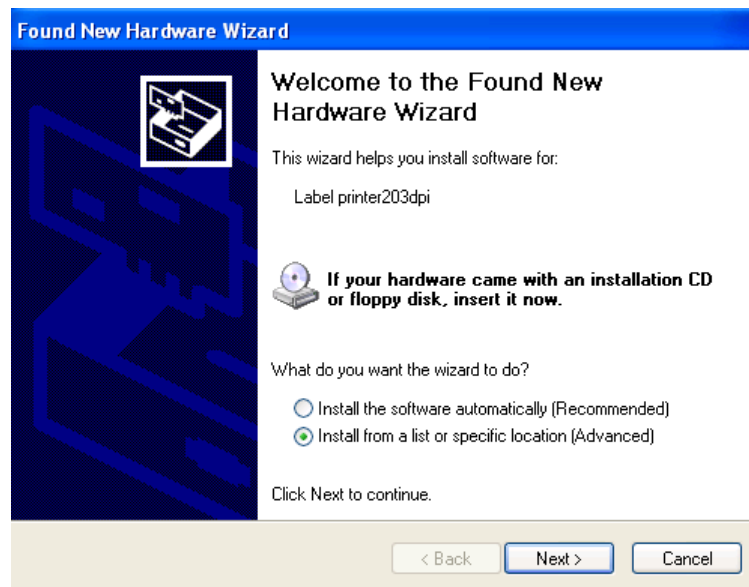 Found New Hardware Wizard
Welcome to the Found New
Hardware Wizard
This wizard helps you install software for:
Label printer203dpi
If your hardware came with an installation CD
or floppy disk, insert it now.
What do you want the wizard to do?
Install the software automatically (Recommended)
Install from a list or specific location (Advanced)
Click Next to continue.
< Back Next > Cancel